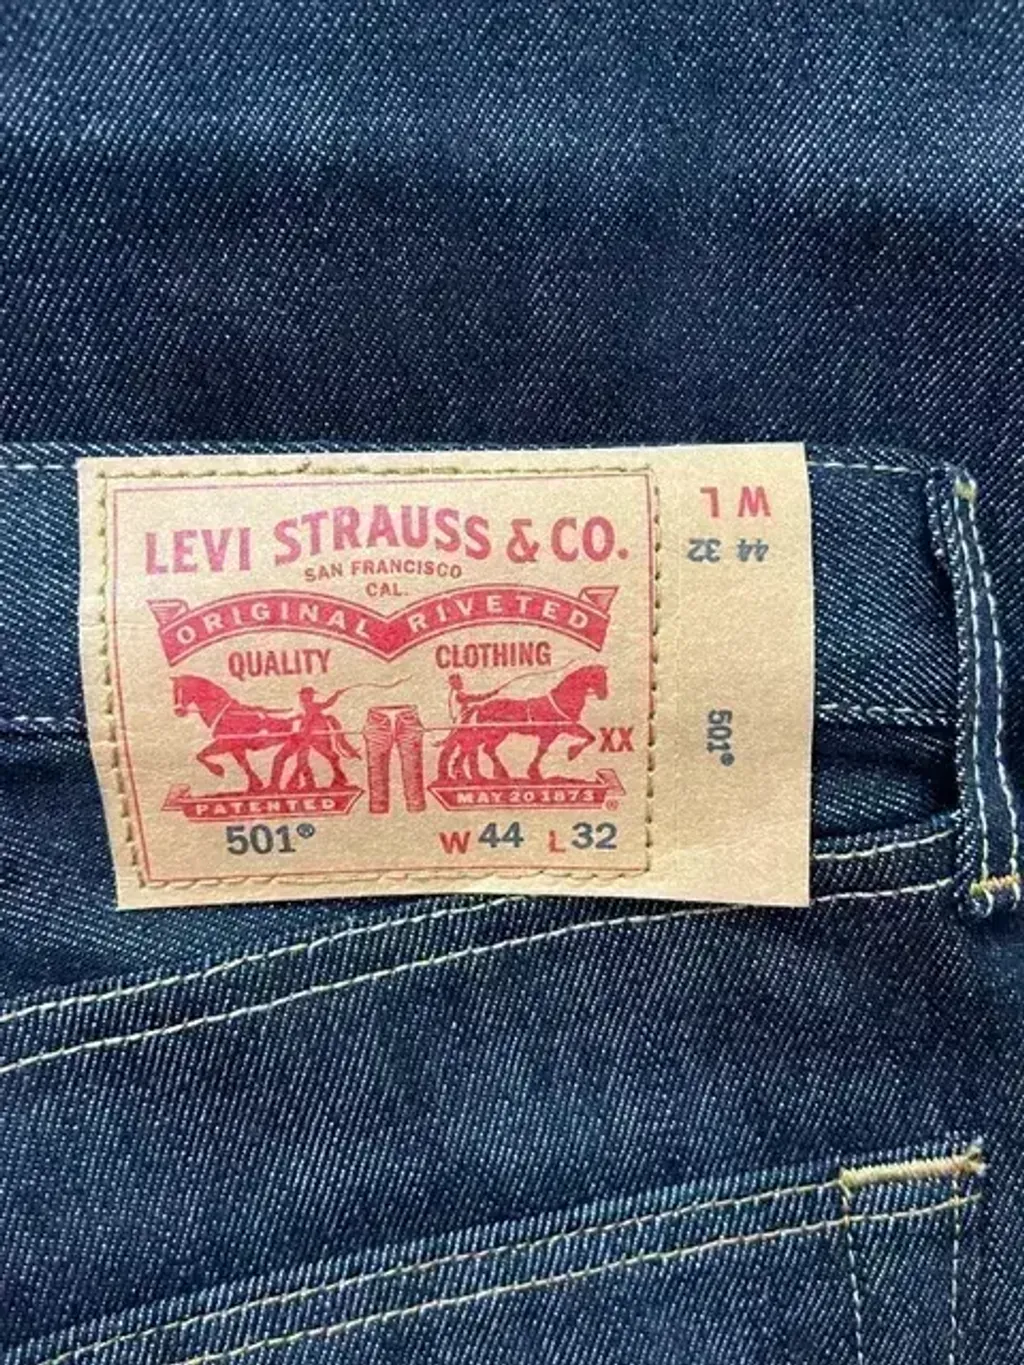 LEVI STRAUSS & CO.
SAN FRANCISCO
CAL.
ORIGINAL RIVETED
QUALITY CLOTHING
XX
PATENTED MAY 20 1873 ®
501® W 44 L 32
W L
44 32
501®